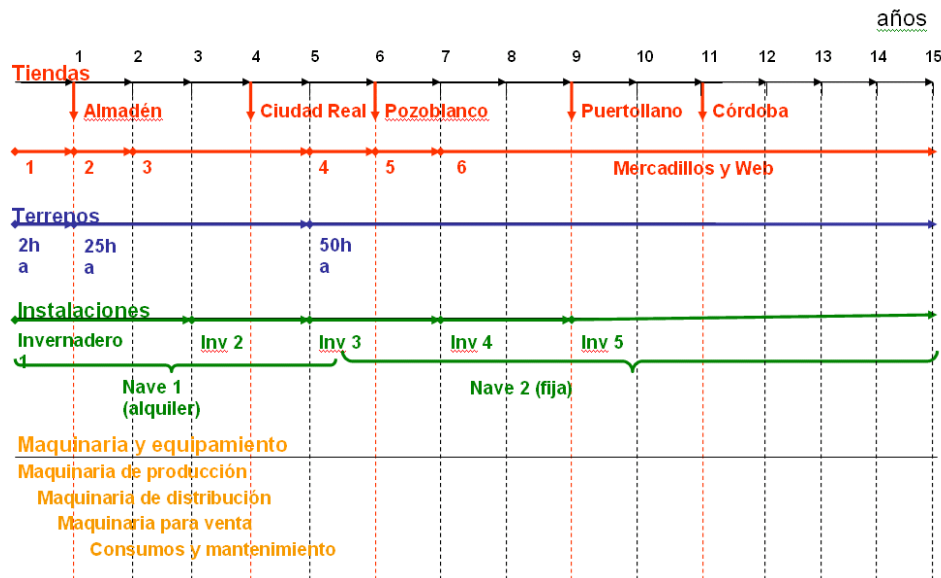 años
1 2 3 4 5 6 7 8 9 10 11 12 13 14 15
Tiendas
Almadén Ciudad Real Pozoblanco Puertollano Córdoba
1 2 3 4 5 6 Mercadillos y Web
Terrenos
2h 25h 50h
a a a
Instalaciones
Invernadero Inv 2 Inv 3 Inv 4 Inv 5
1
Nave 1 Nave 2 (fija)
(alquiler)
Maquinaria y equipamiento
Maquinaria de producción
Maquinaria de distribución
Maquinaria para venta
Consumos y mantenimiento